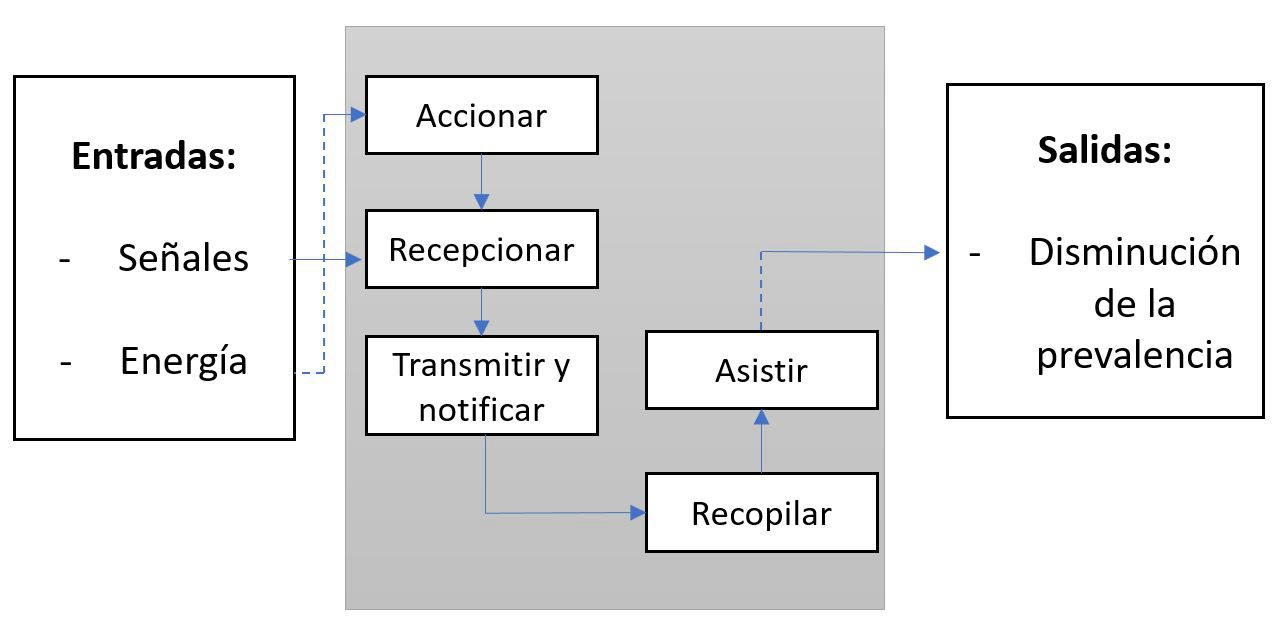 Entradas:
- Señales
- Energía
Accionar
Recepcionar
Transmitir y
notificar
Recopilar
Asistir
Salidas:
- Disminución
de la
prevalencia